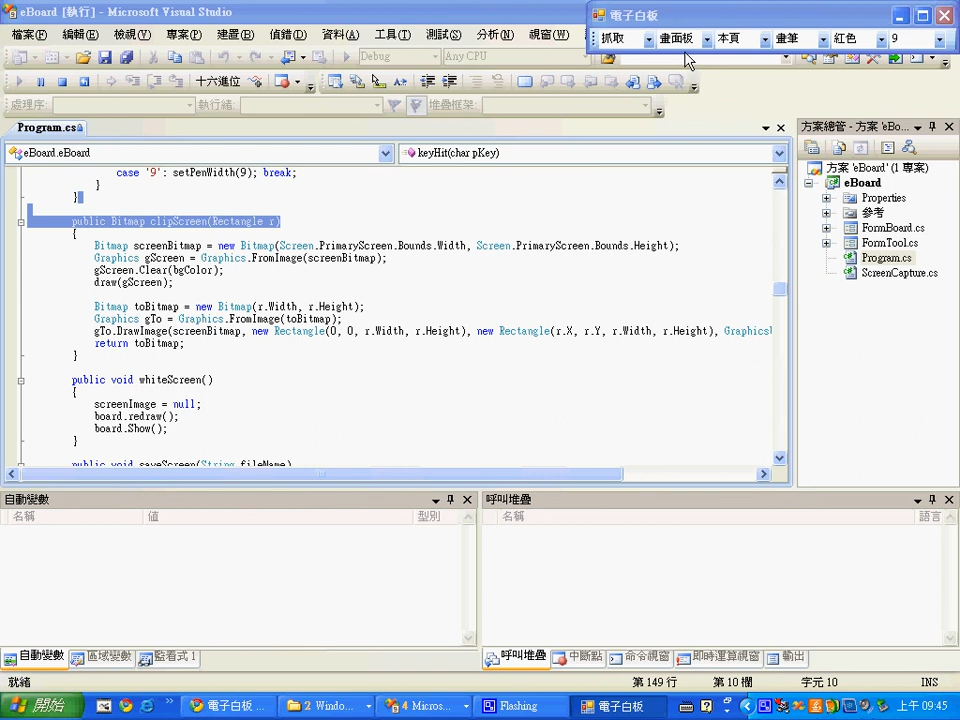 eBoard [執行] - Microsoft Visual Studio
電子白板
檔案(F) 編輯(E) 檢視(V) 專案(P) 建置(B) 偵錯(D) 資料(A) 工具(T) 測試(S) 分析(N) 視窗(W)
抓取 畫面板 本頁 畫筆 紅色 9
Debug Any CPU
十六進位
處理序: 執行緒: 堆疊框架:
Program.cs
eBoard.eBoard keyHit(char pKey)
case '9': setPenWidth(9); break;
}
}
public Bitmap clipScreen(Rectangle r)
{
Bitmap screenBitmap = new Bitmap(Screen.PrimaryScreen.Bounds.Width, Screen.PrimaryScreen.Bounds.Height);
Graphics gScreen = Graphics.FromImage(screenBitmap);
gScreen.Clear(bgColor);
draw(gScreen);
Bitmap toBitmap = new Bitmap(r.Width, r.Height);
Graphics gTo = Graphics.FromImage(toBitmap);
gTo.DrawImage(screenBitmap, new Rectangle(0, 0, r.Width, r.Height), new Rectangle(r.X, r.Y, r.Width, r.Height), Graphics
return toBitmap;
}
public void whiteScreen()
{
screenImage = null;
board.redraw();
board.Show();
}
public void saveScreen(String fileName)
方案總管 - 方案 'eBo...
方案 'eBoard' (1 專案)
eBoard
Properties
參考
FormBoard.cs
FormTool.cs
Program.cs
ScreenCapture.cs
自動變數
名稱 值 型別
呼叫堆疊
名稱 語言
自動變數 區域變數 監看式 1
呼叫堆疊 中斷點 命令視窗 即時運算視窗 輸出
就緒 第 149 行 第 10 欄 字元 10 INS
開始 電子白板 ... 2 Windo... 4 Micros... Flashing 電子白板 上午 09:45